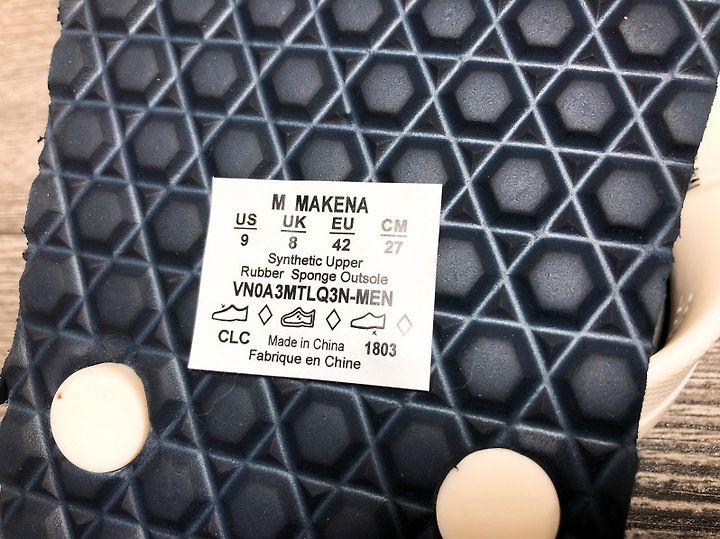 M MAKENA
US UK EU CM
9 8 42 27
Synthetic Upper
Rubber Sponge Outsole
VN0A3MTLQ3N-MEN
CLC Made in China 1803
Fabrique en Chine